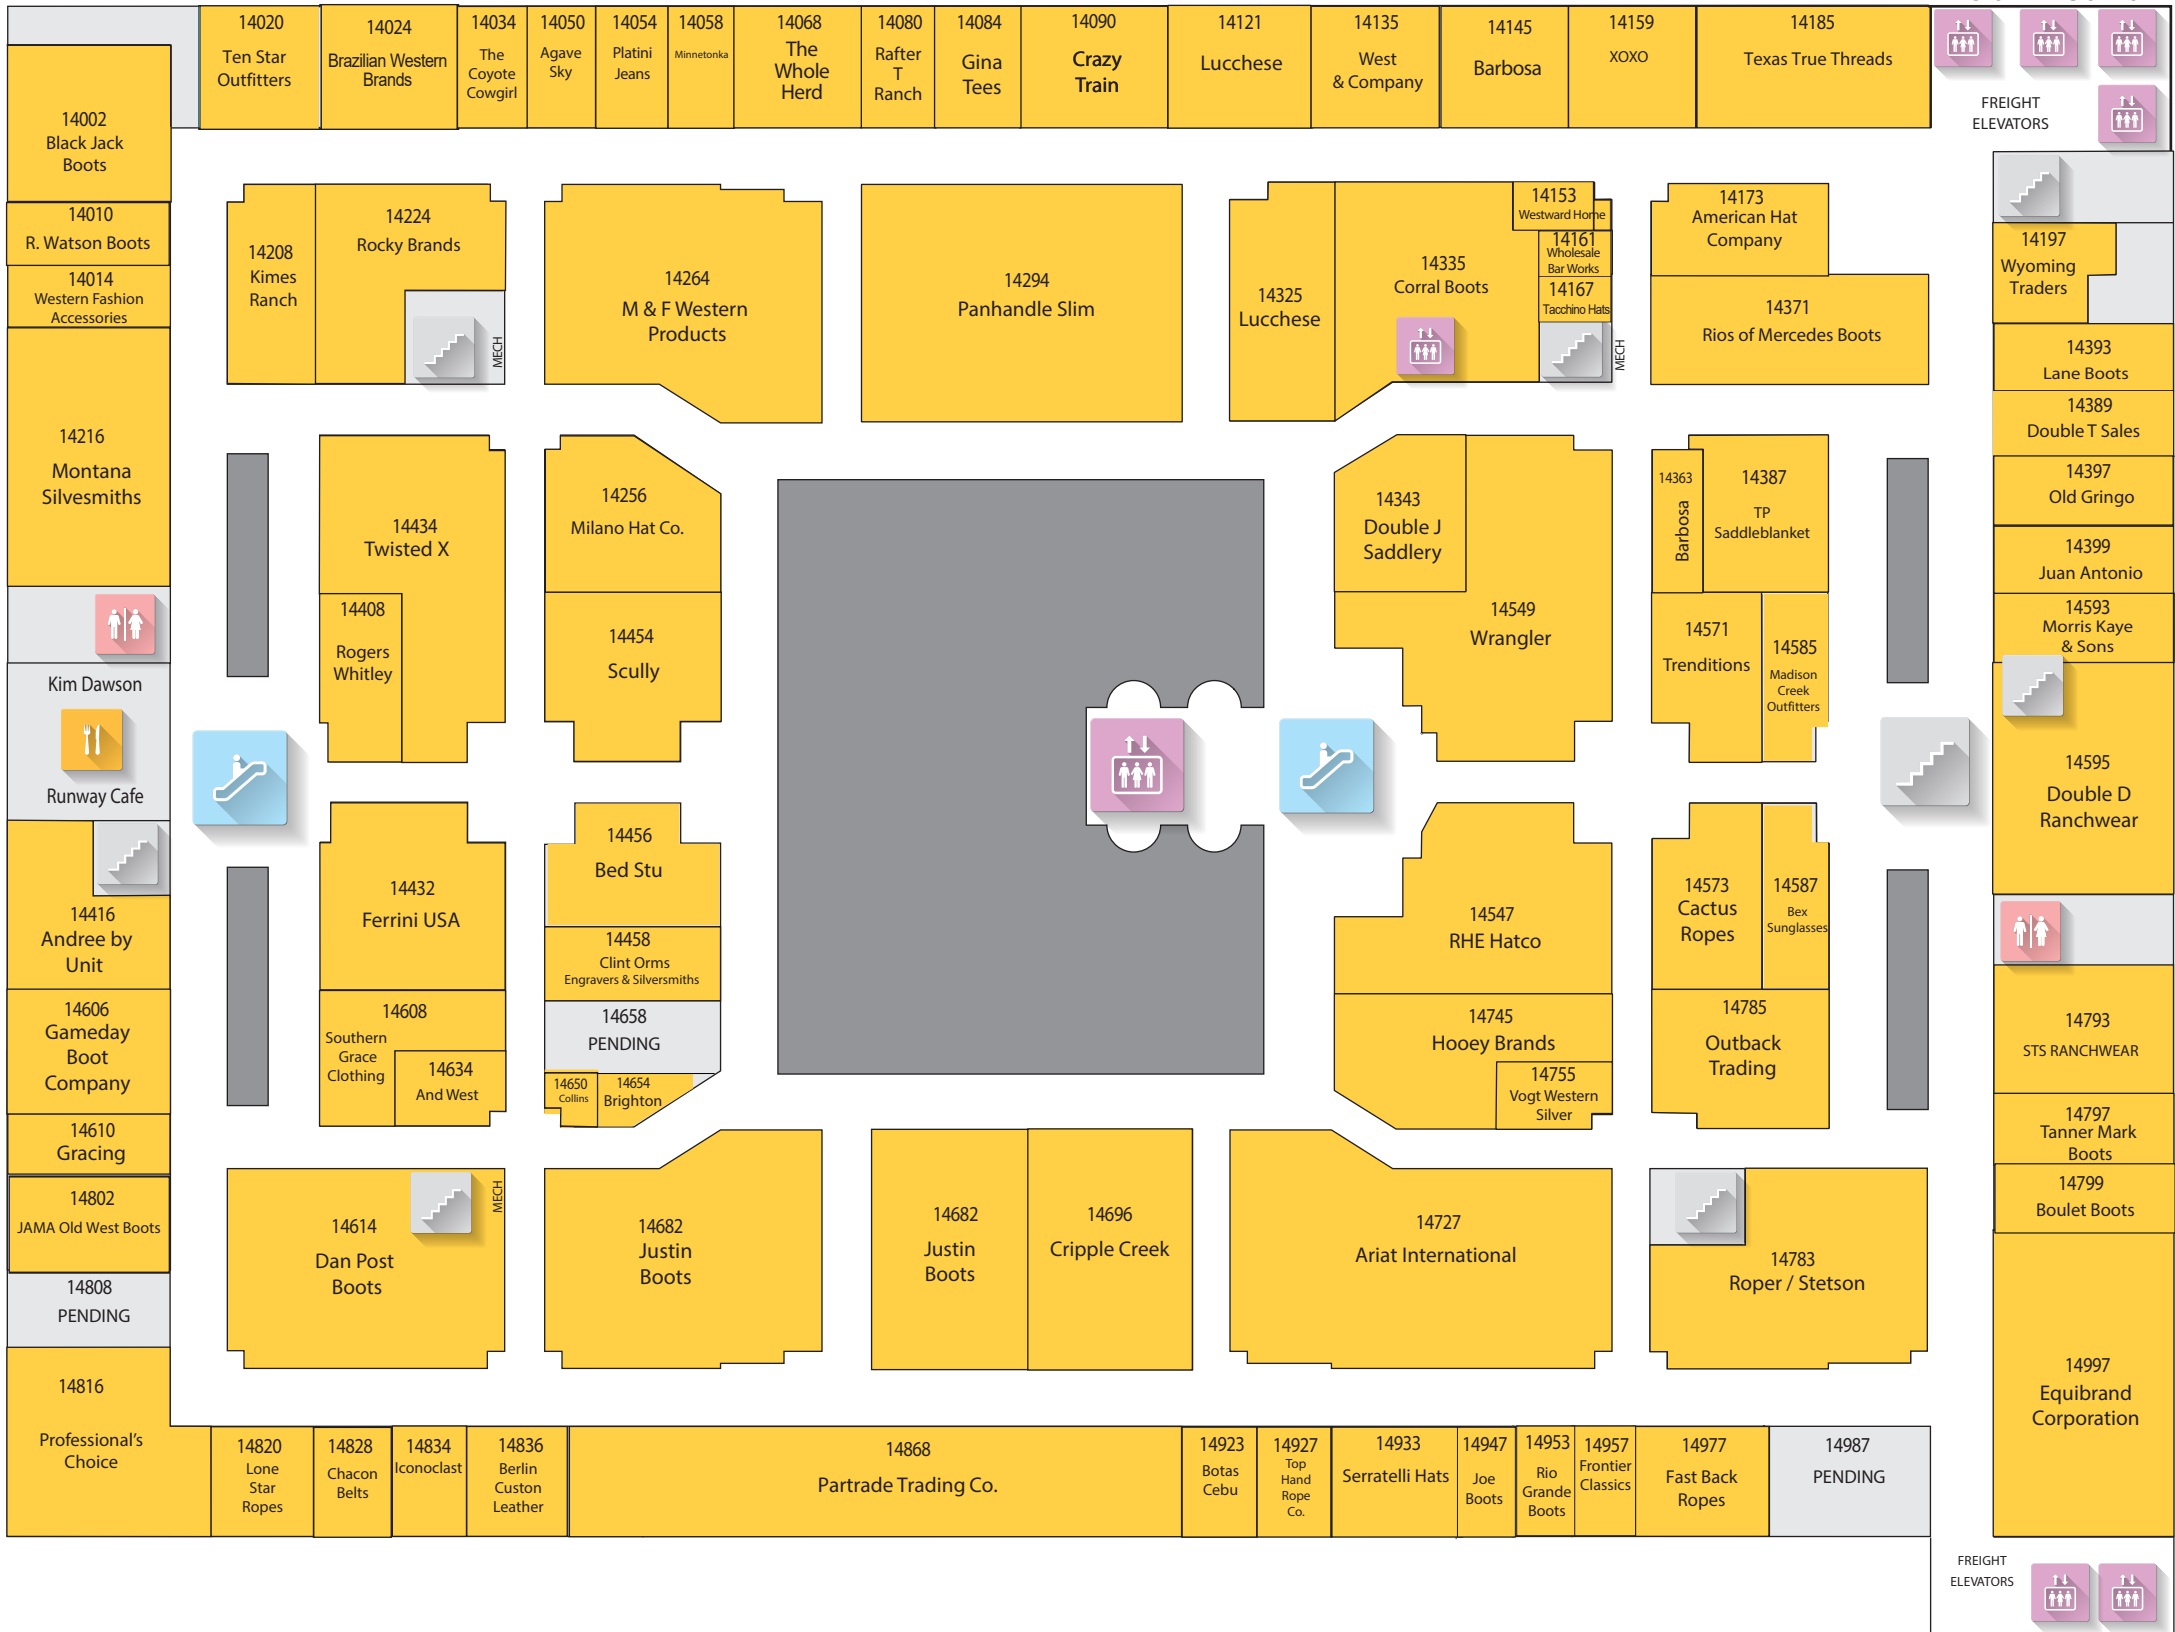 14020
Ten Star
Outfitters
14024
Brazilian Western
Brands
14034
The
Coyote
Cowgirl
14050
Agave
Sky
14054
Platini
Jeans
14058
Minnetonka
14068
The
Whole
Herd
14080
Rafter
T
Ranch
14084
Gina
Tees
14090
Crazy
Train
14121
Lucchese
14135
West
& Company
14145
Barbosa
14159
XOXO
14185
Texas True Threads
FREIGHT
ELEVATORS
14002
Black Jack
Boots
14010
R. Watson Boots
14014
Western Fashion
Accessories
14216
Montana
Silvesmiths
14208
Kimes
Ranch
14224
Rocky Brands
MECH
14264
M & F Western
Products
14294
Panhandle Slim
14325
Lucchese
14335
Corral Boots
14153
Westward Home
14161
Wholesale
Bar Works
14167
Tacchino Hats
MECH
14173
American Hat
Company
14371
Rios of Mercedes Boots
14197
Wyoming
Traders
14393
Lane Boots
14389
Double T Sales
14397
Old Gringo
14399
Juan Antonio
14593
Morris Kaye
& Sons
14595
Double D
Ranchwear
14434
Twisted X
14408
Rogers
Whitley
14256
Milano Hat Co.
14454
Scully
14343
Double J
Saddlery
14549
Wrangler
14363
Barbosa
14387
TP
Saddleblanket
14571
Trenditions
14585
Madison
Creek
Outfitters
Kim Dawson
Runway Cafe
14416
Andree by
Unit
14606
Gameday
Boot
Company
14610
Gracing
14802
JAMA Old West Boots
14808
PENDING
14816
Professional's
Choice
14432
Ferrini USA
14608
Southern
Grace
Clothing
14634
And West
14456
Bed Stu
14458
Clint Orms
Engravers & Silversmiths
14658
PENDING
14650
Collins
14654
Brighton
14547
RHE Hatco
14745
Hooey Brands
14755
Vogt Western
Silver
14573
Cactus
Ropes
14587
Bex
Sunglasses
14785
Outback
Trading
14793
STS RANCHWEAR
14797
Tanner Mark
Boots
14799
Boulet Boots
14997
Equibrand
Corporation
14614
Dan Post
Boots
MECH
14682
Justin
Boots
14682
Justin
Boots
14696
Cripple Creek
14727
Ariat International
14783
Roper / Stetson
14820
Lone
Star
Ropes
14828
Chacon
Belts
14834
Iconoclast
14836
Berlin
Custon
Leather
14868
Partrade Trading Co.
14923
Botas
Cebu
14927
Top
Hand
Rope
Co.
14933
Serratelli Hats
14947
Joe
Boots
14953
Rio
Grande
Boots
14957
Frontier
Classics
14977
Fast Back
Ropes
14987
PENDING
FREIGHT
ELEVATORS